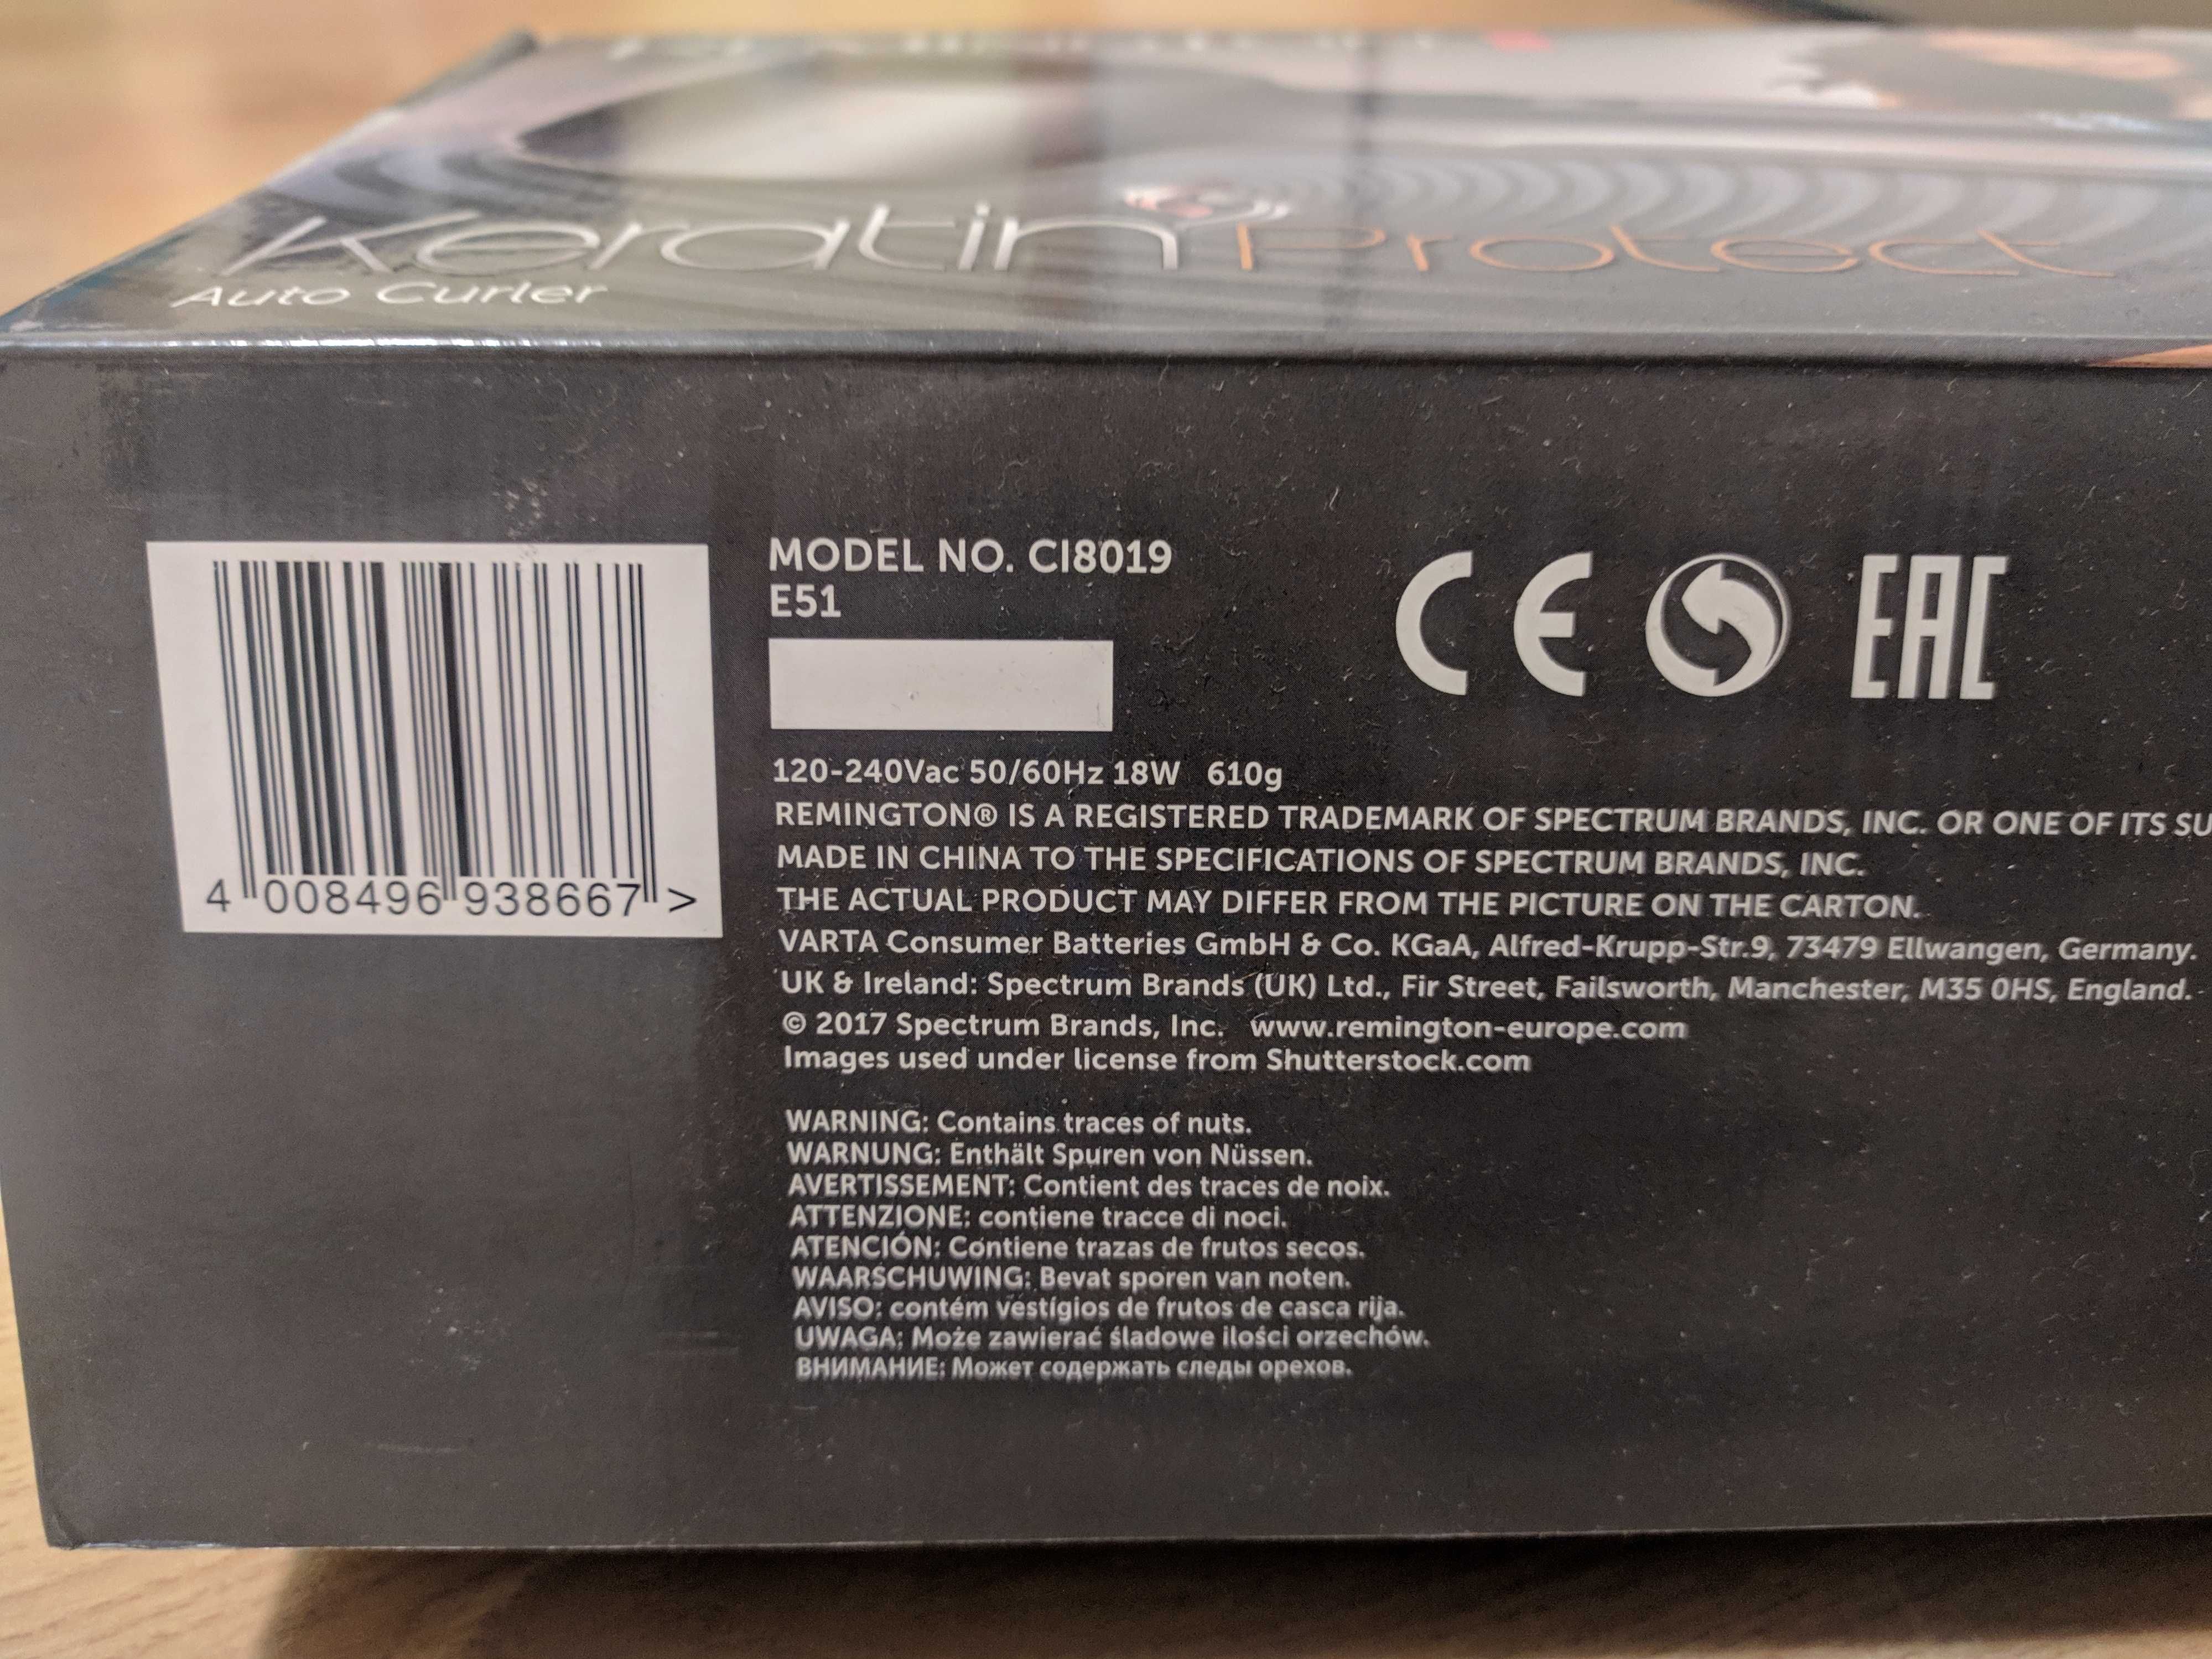 Keratin Protect
Auto Curler
MODEL NO. CI8019
E51
CE EAC
4 008496 938667 >
120-240Vac 50/60Hz 18W 610g
REMINGTON® IS A REGISTERED TRADEMARK OF SPECTRUM BRANDS, INC. OR ONE OF ITS SU
MADE IN CHINA TO THE SPECIFICATIONS OF SPECTRUM BRANDS, INC.
THE ACTUAL PRODUCT MAY DIFFER FROM THE PICTURE ON THE CARTON.
VARTA Consumer Batteries GmbH & Co. KGaA, Alfred-Krupp-Str.9, 73479 Ellwangen, Germany.
UK & Ireland: Spectrum Brands (UK) Ltd., Fir Street, Failsworth, Manchester, M35 0HS, England.
© 2017 Spectrum Brands, Inc. www.remington-europe.com
Images used under license from Shutterstock.com
WARNING: Contains traces of nuts.
WARNUNG: Enthält Spuren von Nüssen.
AVERTISSEMENT: Contient des traces de noix.
ATTENZIONE: contiene tracce di noci.
ATENCIÓN: Contiene trazas de frutos secos.
WAARSCHUWING: Bevat sporen van noten.
AVISO: contém vestígios de frutos de casca rija.
UWAGA: Może zawierać śladowe ilości orzechów.
ВНИМАНИЕ: Может содержать следы орехов.